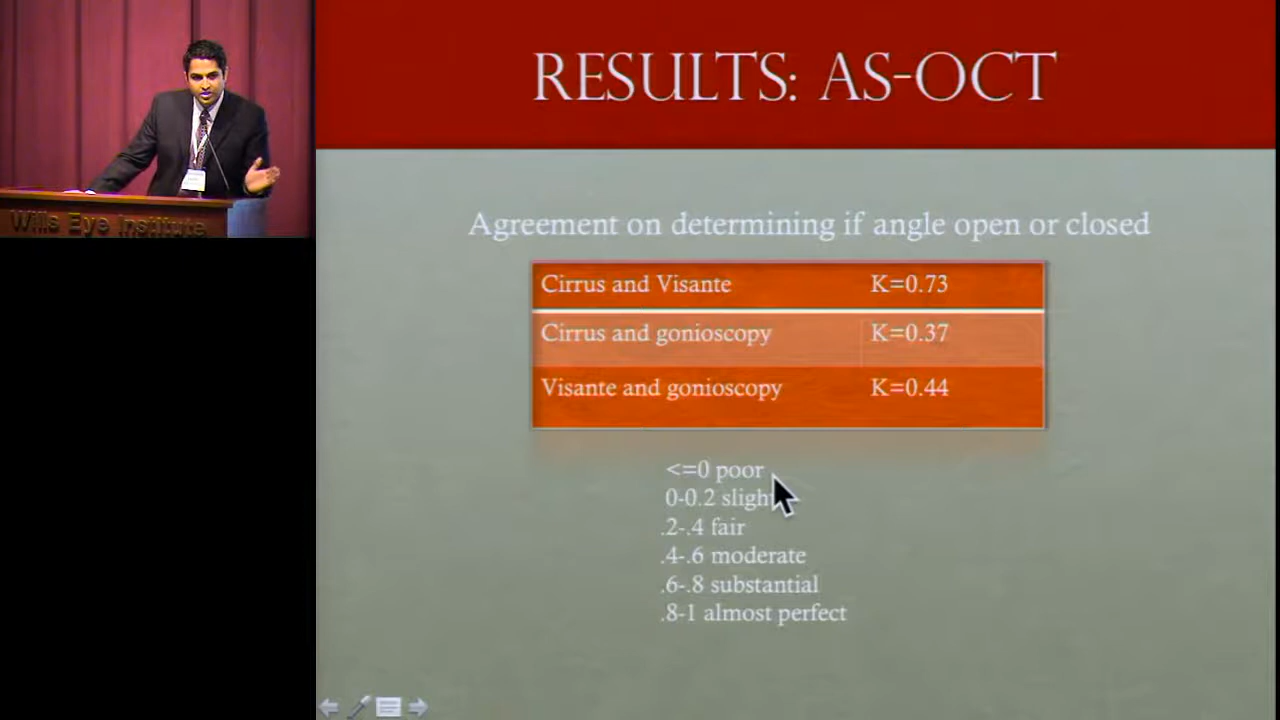 RESULTS: AS-OCT
Agreement on determining if angle open or closed
Cirrus and Visante K=0.73
Cirrus and gonioscopy K=0.37
Visante and gonioscopy K=0.44
<=0 poor
0-0.2 slight
.2-.4 fair
.4-.6 moderate
.6-.8 substantial
.8-1 almost perfect
Wills Eye Institute